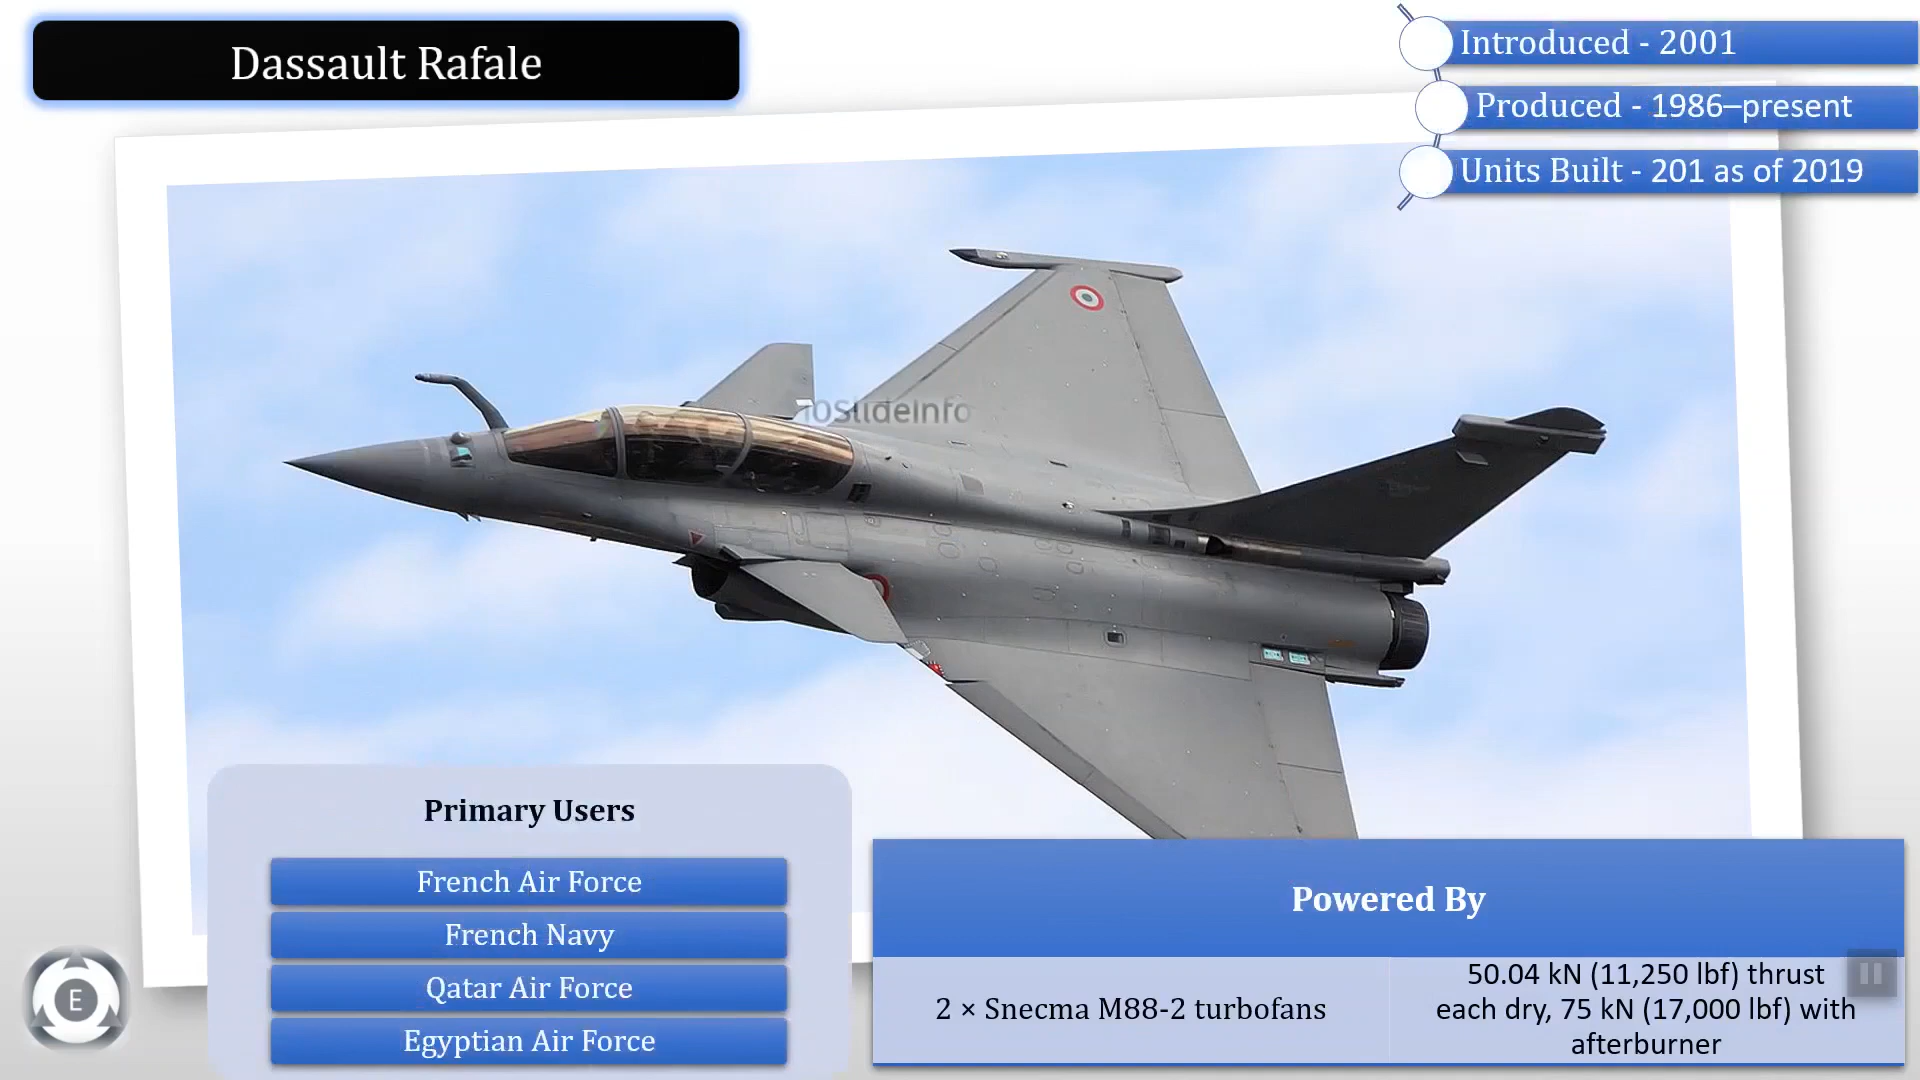 Dassault Rafale
Introduced - 2001
Produced - 1986–present
Units Built - 201 as of 2019
10SlideInfo
Primary Users
French Air Force
French Navy
Qatar Air Force
Egyptian Air Force
Powered By
2 × Snecma M88-2 turbofans
50.04 kN (11,250 lbf) thrust
each dry, 75 kN (17,000 lbf) with
afterburner
E